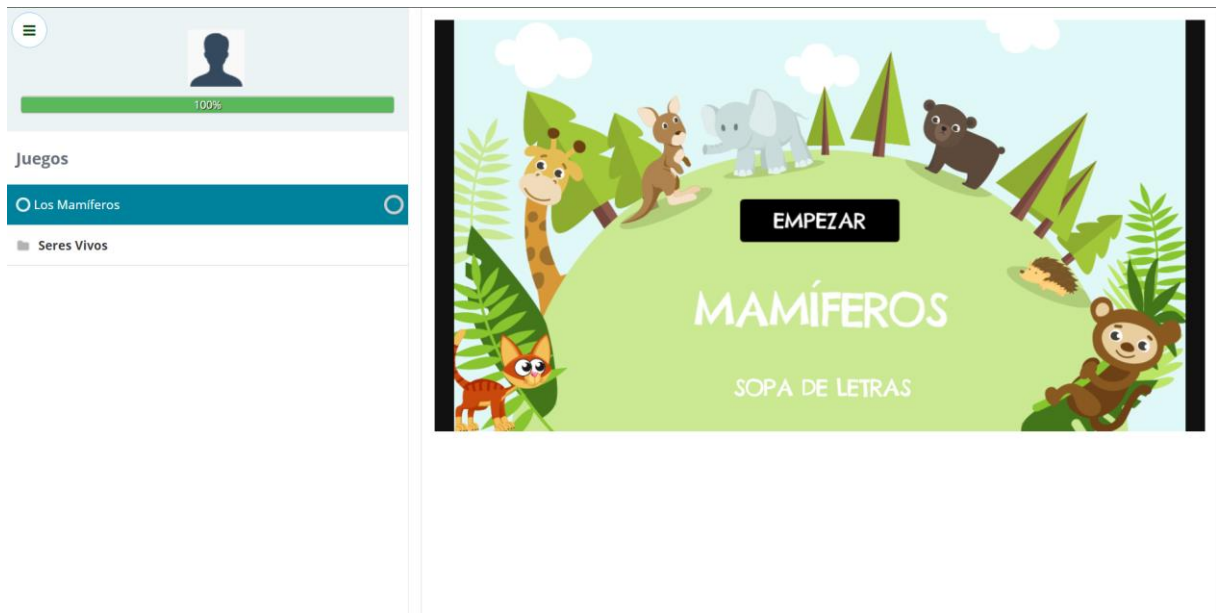 100%
Juegos
Los Mamíferos
Seres Vivos
EMPEZAR
MAMÍFEROS
SOPA DE LETRAS